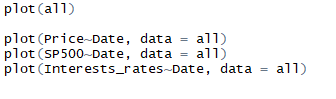 plot(all)
plot(Price~Date, data = all)
plot(SP500~Date, data = all)
plot(Interests_rates~Date, data = all)